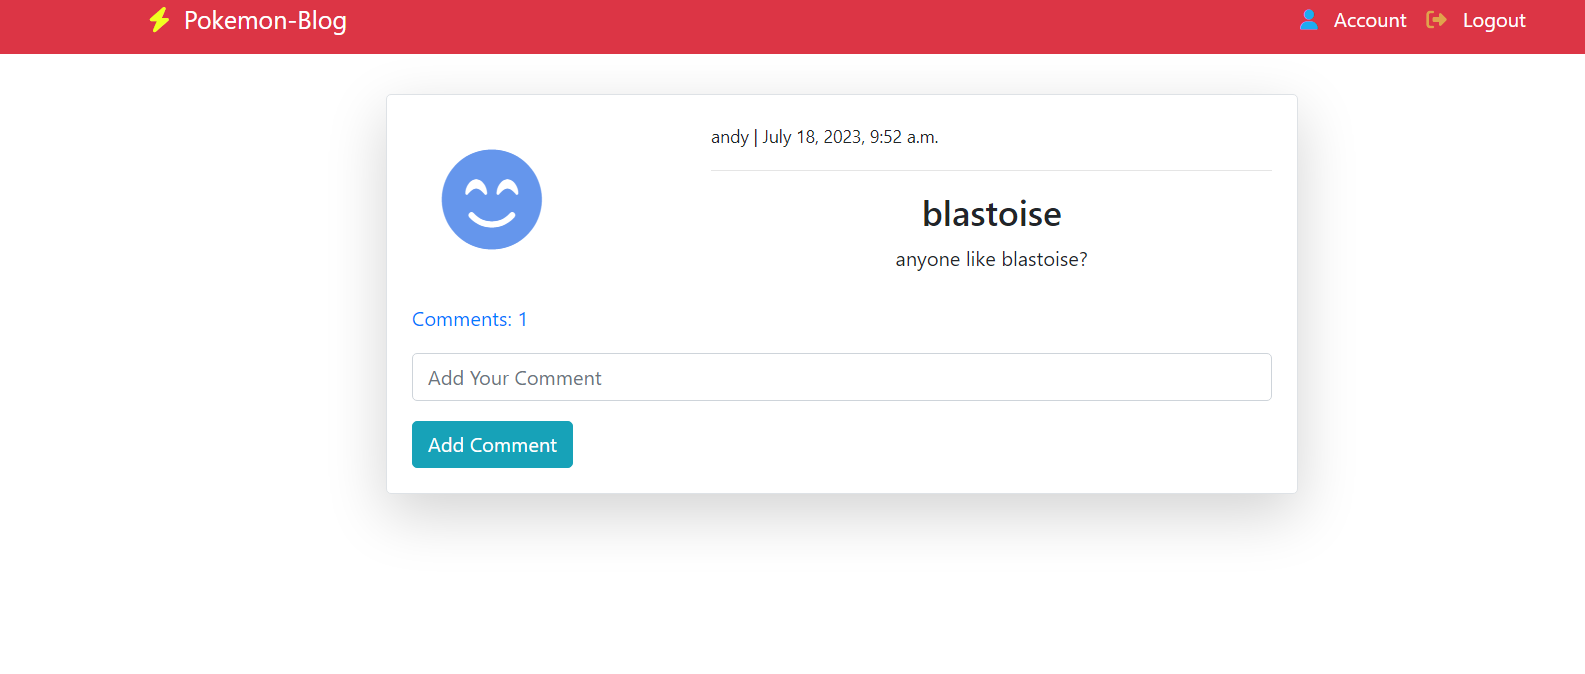 Pokemon-Blog
Account
Logout
andy | July 18, 2023, 9:52 a.m.
blastoise
anyone like blastoise?
Comments: 1
Add Your Comment
Add Comment